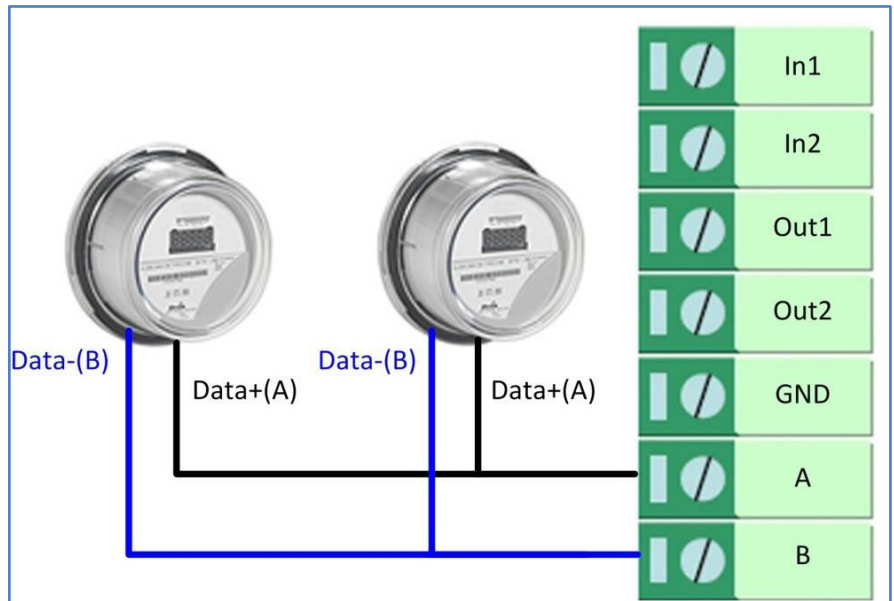 In1
In2
Out1
Out2
GND
A
B
Data-(B)
Data+(A)
Data-(B)
Data+(A)